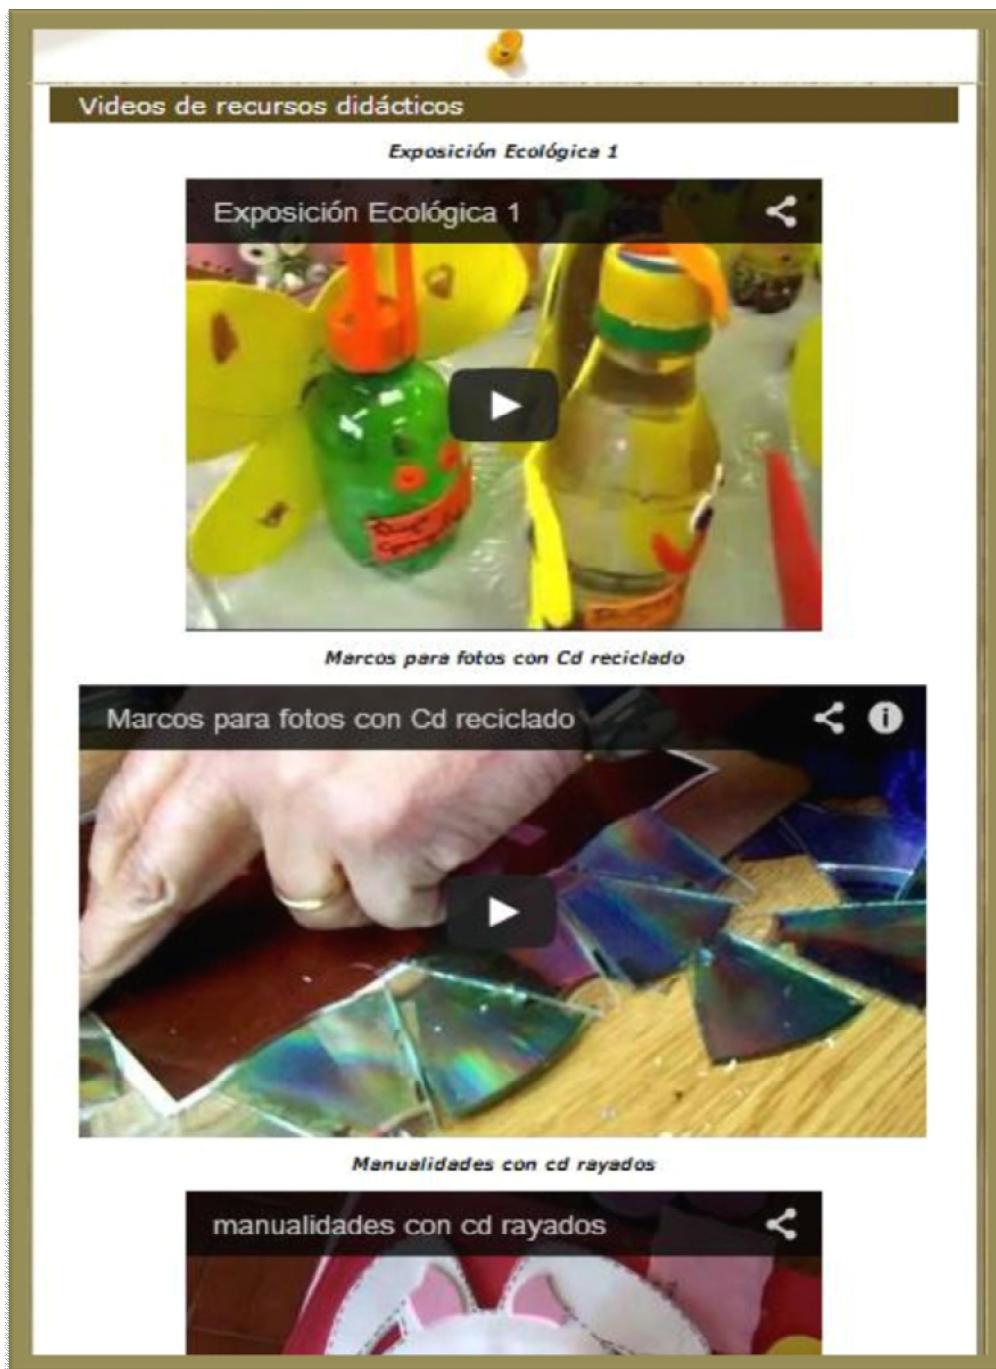 Videos de recursos didácticos
Exposición Ecológica 1
Exposición Ecológica 1
Marcos para fotos con Cd reciclado
Marcos para fotos con Cd reciclado
Manualidades con cd rayados
manualidades con cd rayados